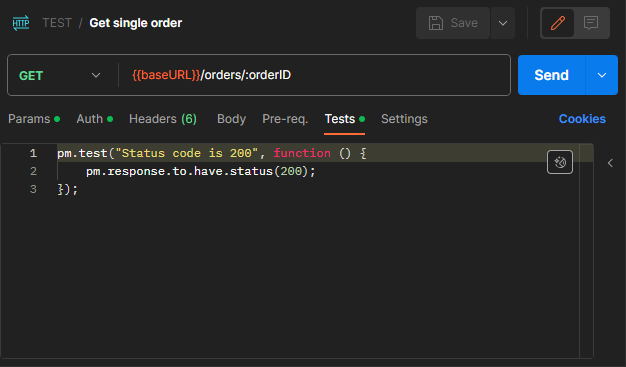 HTTP TEST / Get single order Save
GET {{baseURL}}/orders/:orderID Send
Params Auth Headers (6) Body Pre-req. Tests Settings Cookies
1 pm.test("Status code is 200", function () {
2 pm.response.to.have.status(200);
3 });